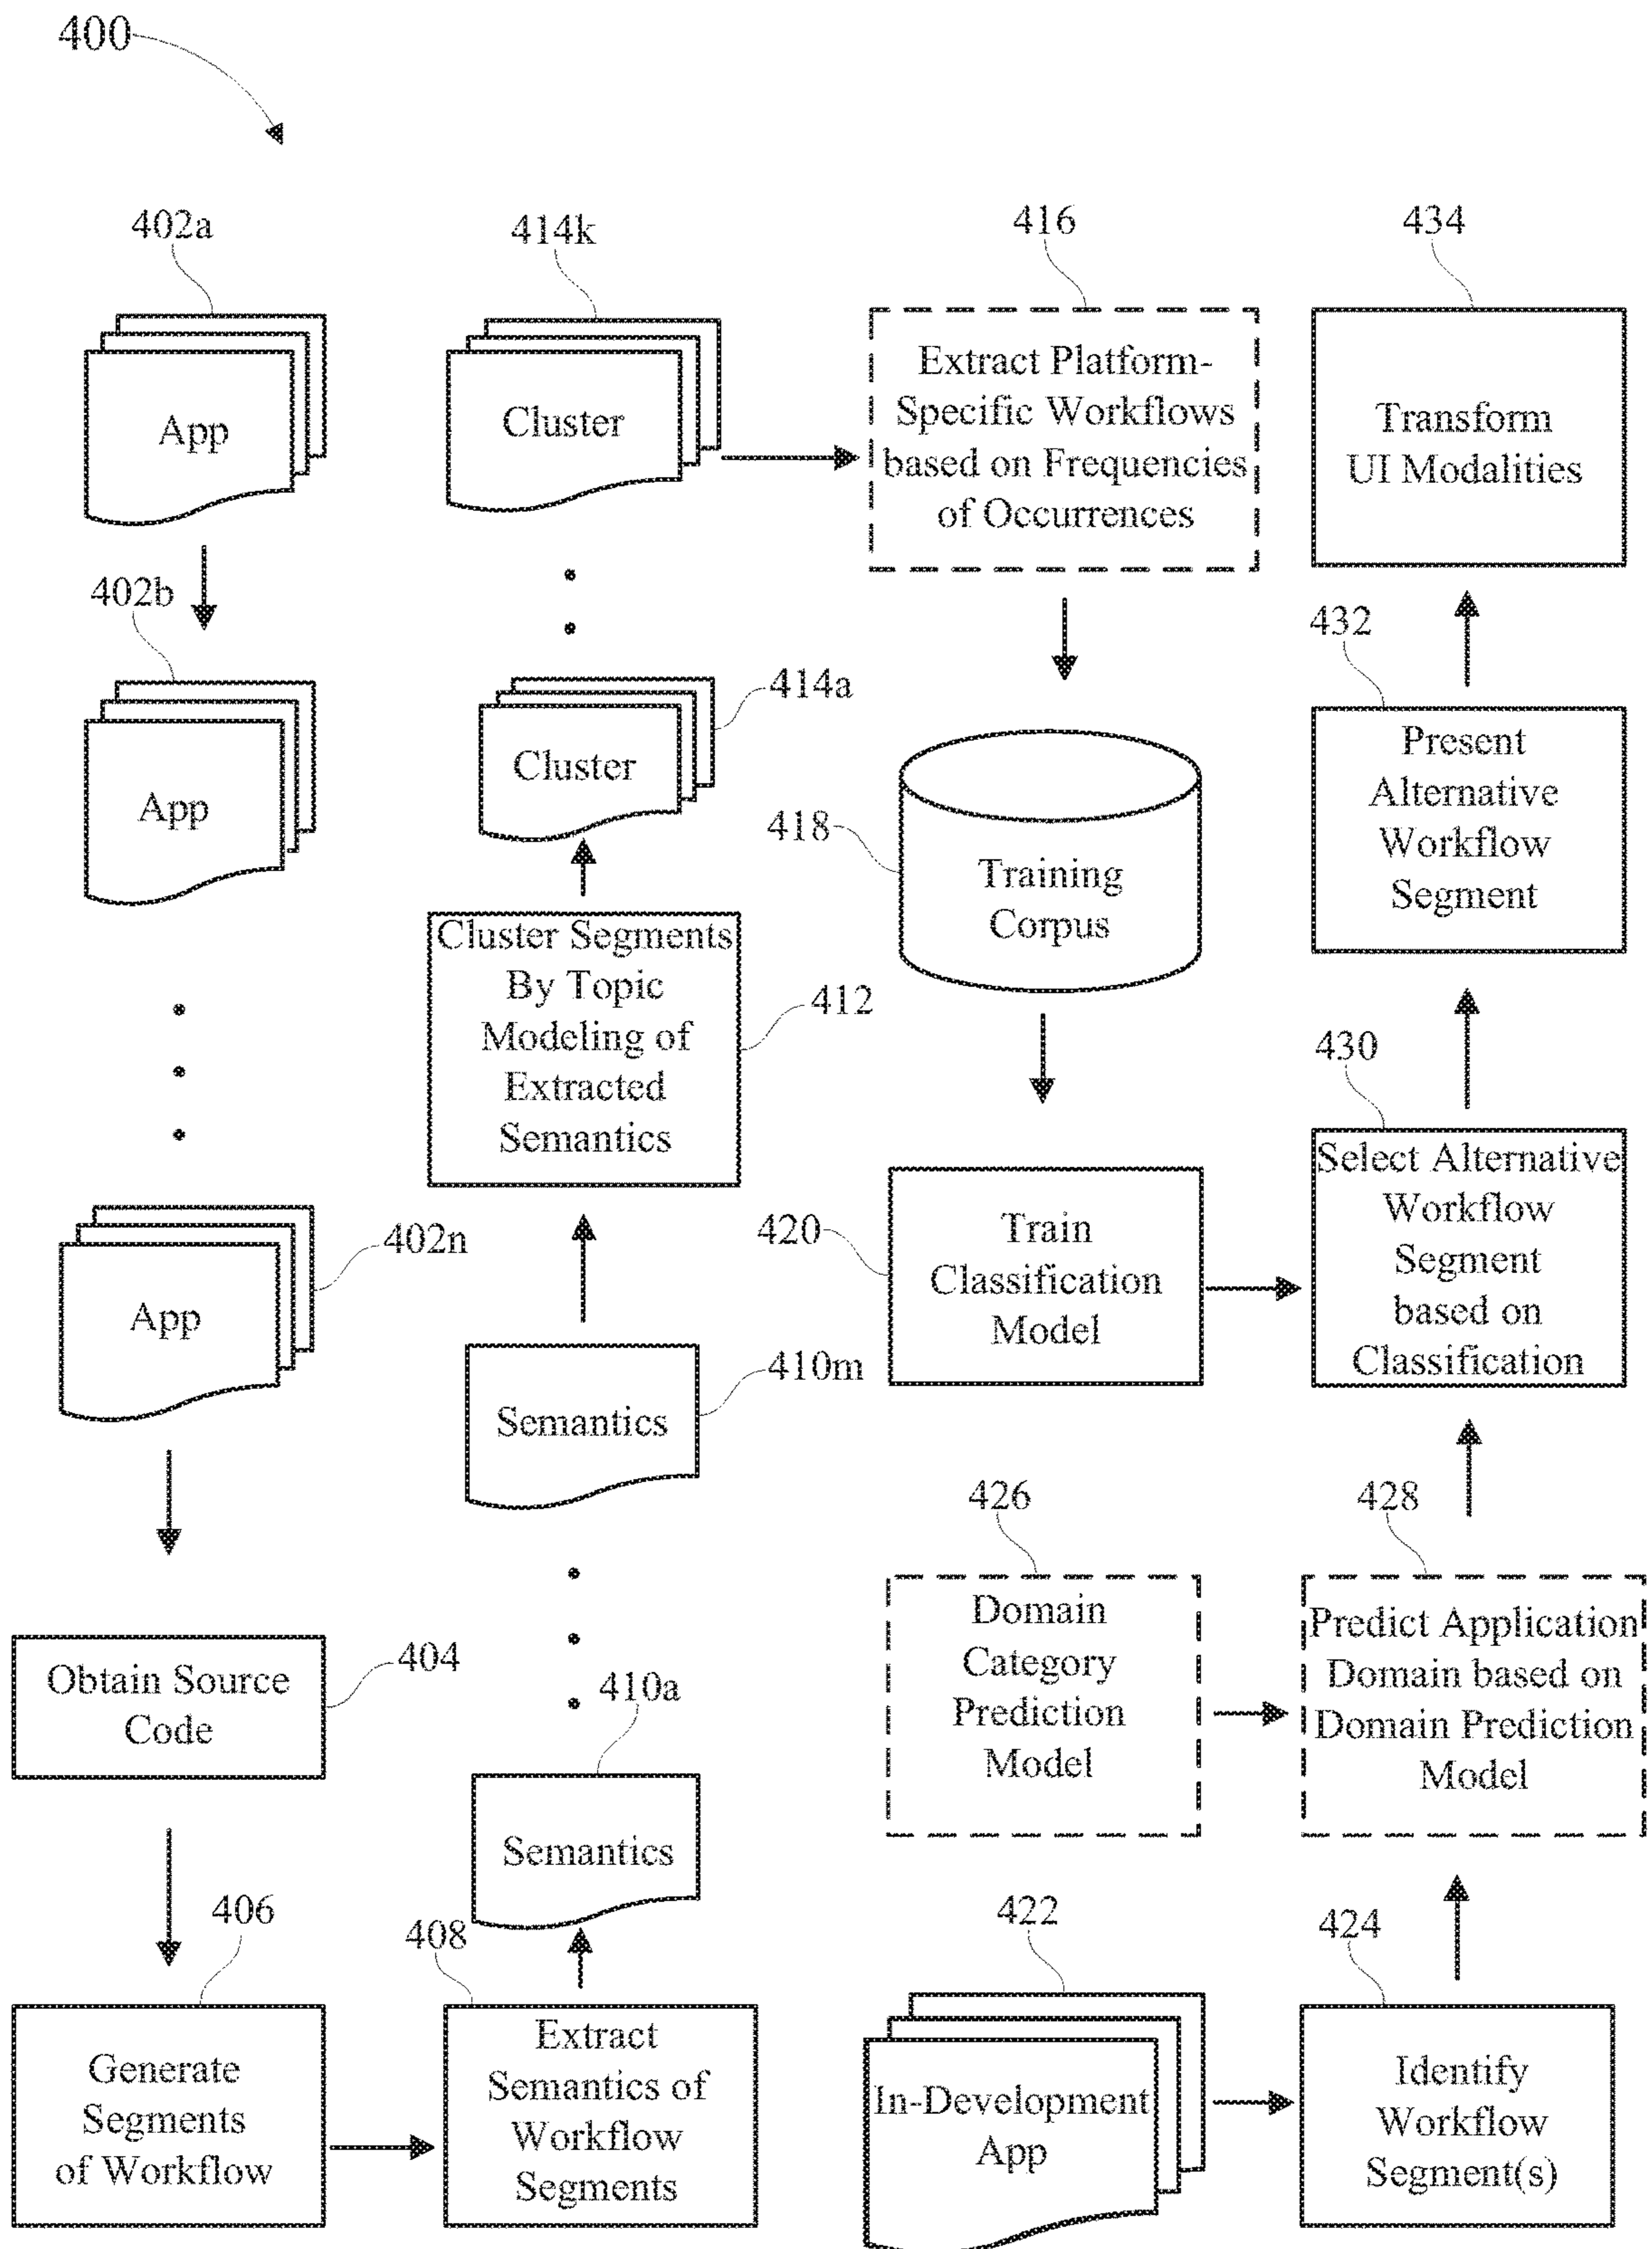 400
402a
App
402b
App
402n
App
Obtain Source
Code
404
406
Generate
Segments
of Workflow
408
Extract
Semantics of
Workflow
Segments
410a
Semantics
410m
Semantics
Cluster Segments
By Topic
Modeling of
Extracted
Semantics
412
414a
Cluster
414k
Cluster
416
Extract Platform-
Specific Workflows
based on Frequencies
of Occurrences
418
Training
Corpus
420
Train
Classification
Model
422
In-Development
App
424
Identify
Workflow
Segment(s)
426
Domain
Category
Prediction
Model
428
Predict Application
Domain based on
Domain Prediction
Model
430
Select Alternative
Workflow
Segment
based on
Classification
432
Present
Alternative
Workflow
Segment
434
Transform
UI Modalities